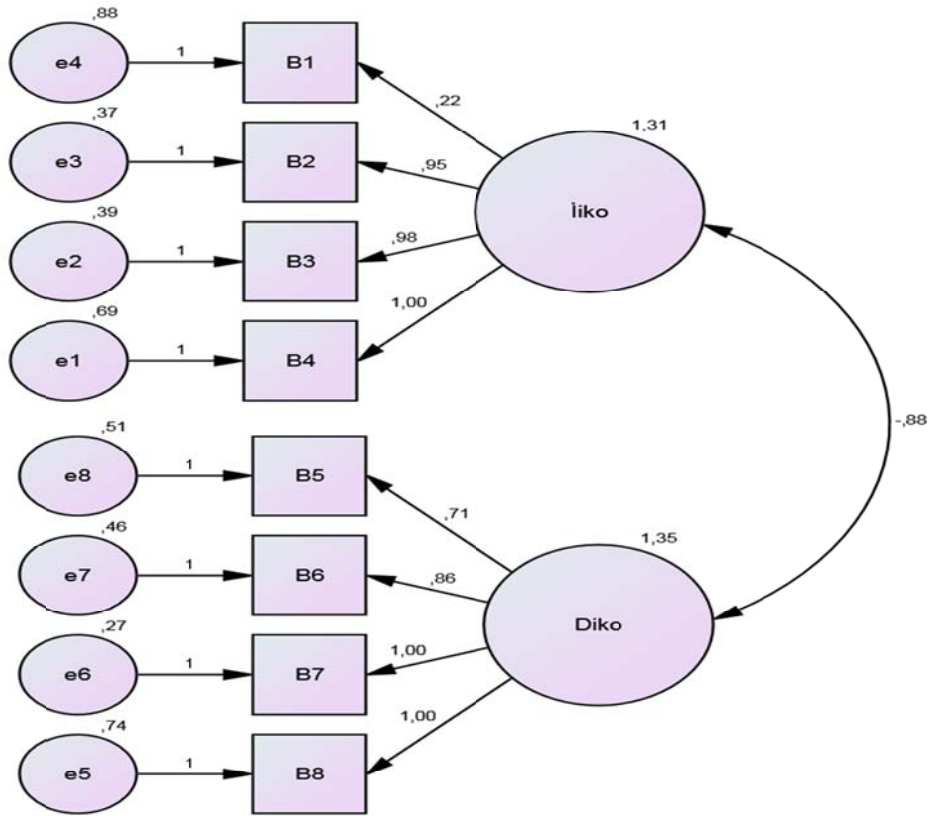 ,88
e4 1 B1
,22
,37
e3 1 B2
,95
1,31
İiko
,39
e2 1 B3
,98
,69
e1 1 B4
1,00
-,88
,51
e8 1 B5
,71
,46
e7 1 B6
,86
1,35
Diko
,27
e6 1 B7
1,00
,74
e5 1 B8
1,00